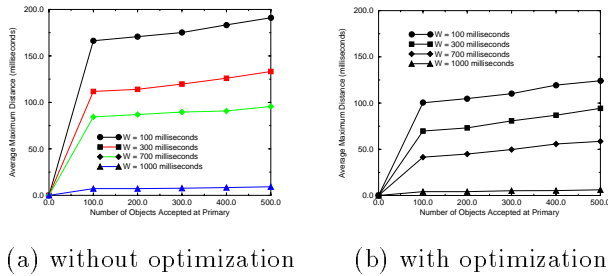 200.0
150.0
100.0
50.0
0.0
Average Maximum Distance (milliseconds)
W = 100 milliseconds
W = 300 milliseconds
W = 700 milliseconds
W = 1000 milliseconds
0.0 100.0 200.0 300.0 400.0 500.0
Number of Objects Accepted at Primary
(a) without optimization
200.0
150.0
100.0
50.0
0.0
Average Maximum Distance (milliseconds)
W = 100 milliseconds
W = 300 milliseconds
W = 700 milliseconds
W = 1000 milliseconds
0.0 100.0 200.0 300.0 400.0 500.0
Number of Objects Accepted at Primary
(b) with optimization